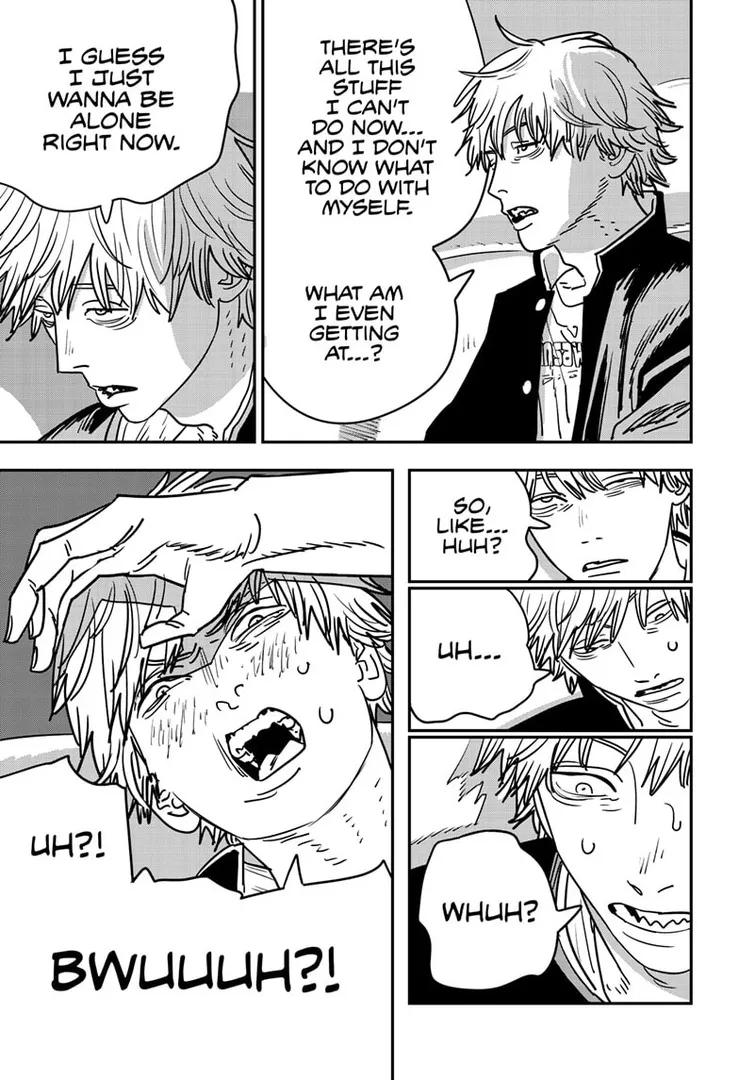 THERE'S
ALL THIS
STUFF
I CAN'T
DO NOW...
AND I DON'T
KNOW WHAT
TO DO WITH
MYSELF.
WHAT AM
I EVEN
GETTING
AT...?
I GUESS
I JUST
WANNA BE
ALONE
RIGHT NOW.
SO,
LIKE...
HUH?
UH...
WHUH?
UH?!
BWUUUUH?!